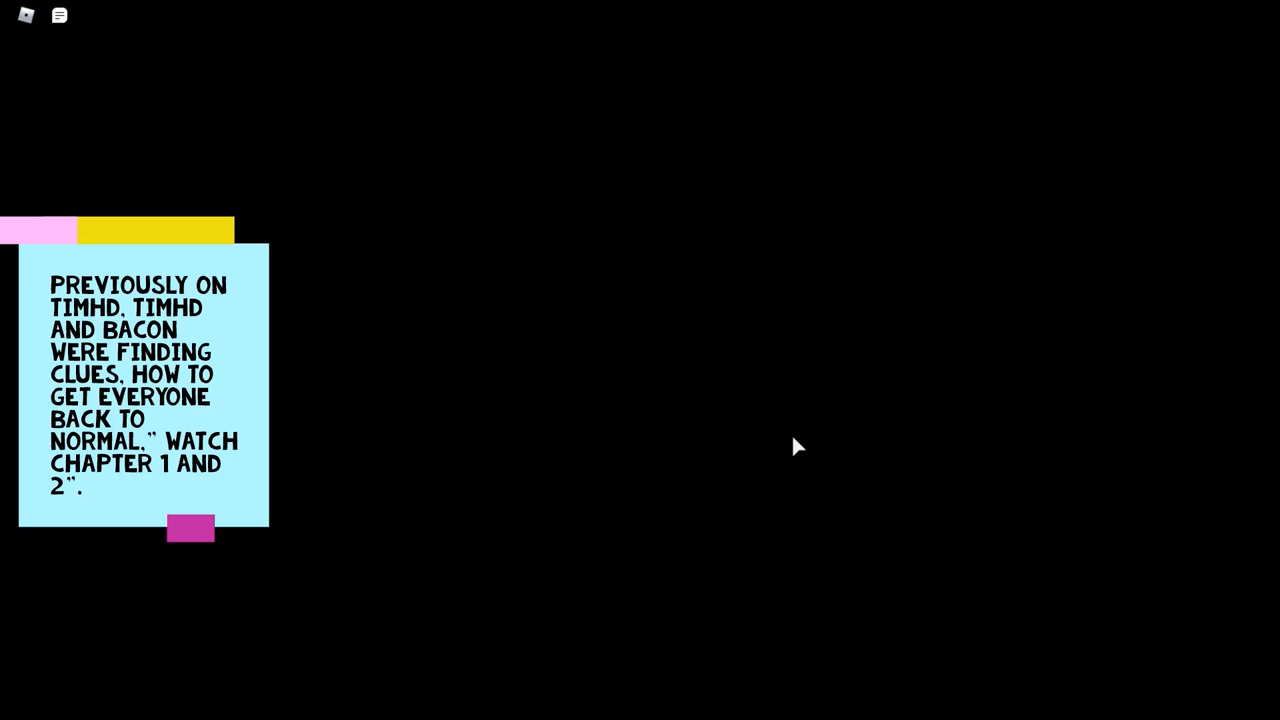 PREVIOUSLY ON
TIMHD, TIMHD
AND BACON
WERE FINDING
CLUES, HOW TO
GET EVERYONE
BACK TO
NORMAL," WATCH
CHAPTER 1 AND
2".